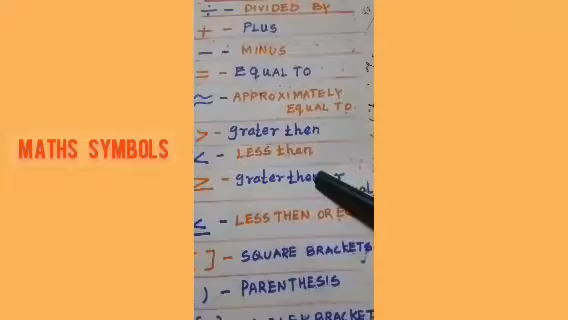 ÷ - DIVIDED BY
+ - PLUS
- - MINUS
= - EQUAL TO
≈ - APPROXIMATELY
EQUAL TO.
> - grater then
MATHS SYMBOLS
< - LESS then
≥ - grater then
≤ - LESS THEN OR
] - SQUARE BRACKETS
) - PARENTHESIS
BRACKET